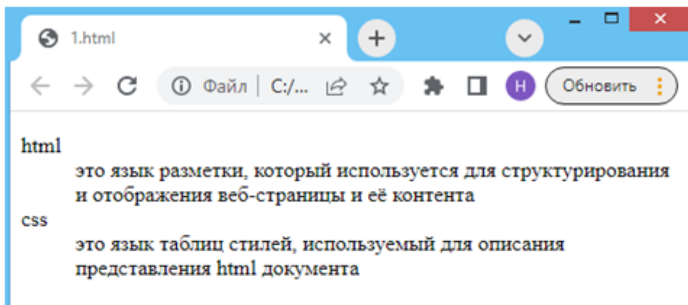 1.html
Файл | C:/...
Н
Обновить
html
это язык разметки, который используется для структурирования
и отображения веб-страницы и её контента
css
это язык таблиц стилей, используемый для описания
представления html документа